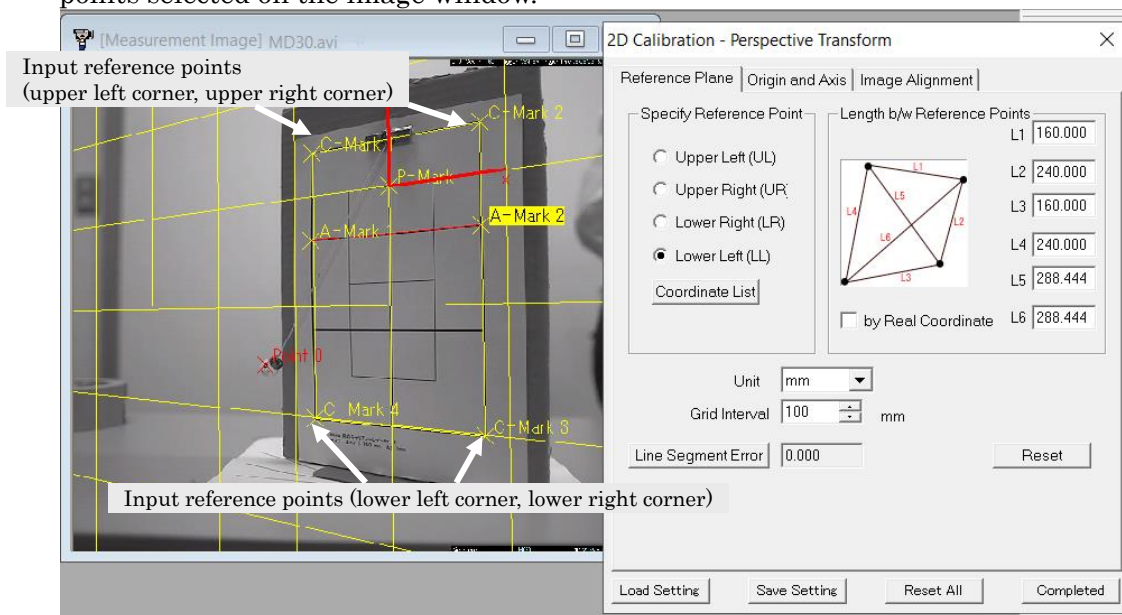 points selected on the image window.
[Measurement Image] MD30.avi
Input reference points
(upper left corner, upper right corner)
C-Mark 2
C-Mark
P-Mark
x
A-Mark 2
A-Mark
Point 0
C Mark 4
C-Mark 3
Input reference points (lower left corner, lower right corner)
2D Calibration - Perspective Transform
Reference Plane
Origin and Axis
Image Alignment
Specify Reference Point
Upper Left (UL)
Upper Right (UR
Lower Right (LR)
Lower Left (LL)
Coordinate List
Length b/w Reference Points
L1 160.000
L2 240.000
L3 160.000
L4 240.000
L5 288.444
L6 288.444
L1
L5
L4
L2
L6
L3
by Real Coordinate
Unit mm
Grid Interval 100 mm
Line Segment Error 0.000
Reset
Load Setting
Save Setting
Reset All
Completed